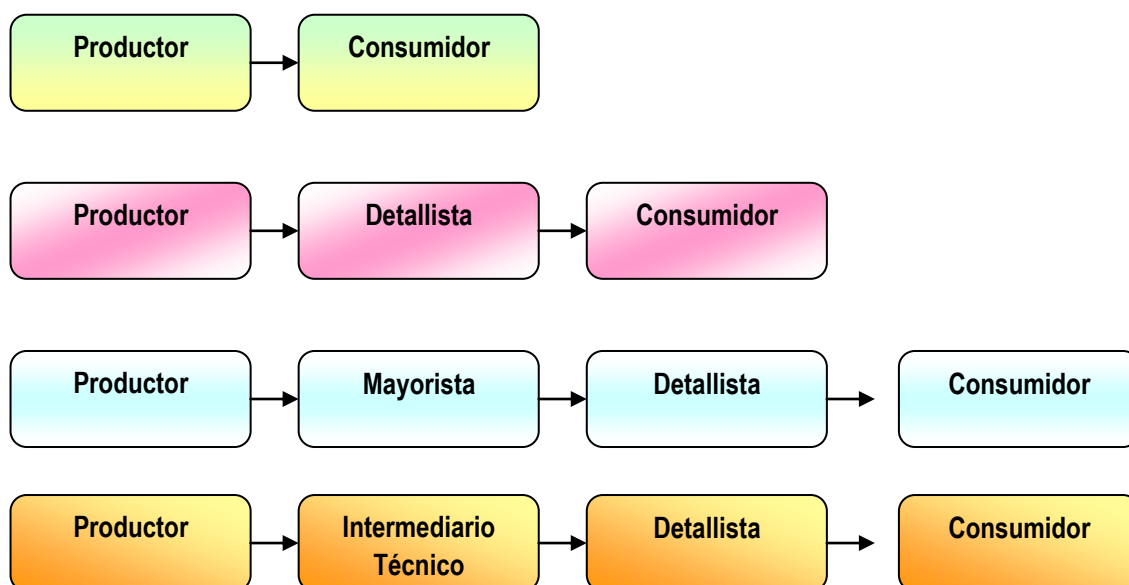 Productor Consumidor
Productor Detallista Consumidor
Productor Mayorista Detallista Consumidor
Productor Intermediario Técnico Detallista Consumidor